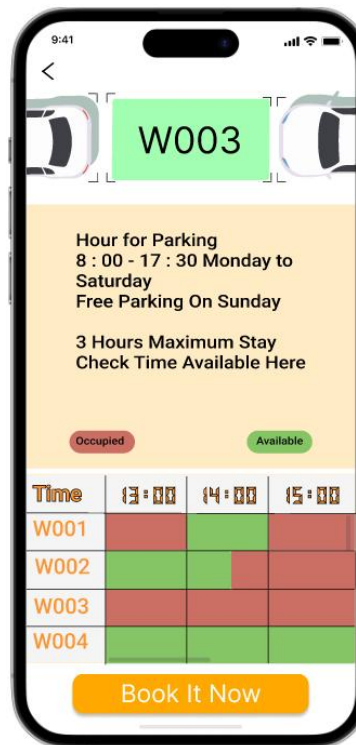 9:41
W003
Hour for Parking
8 : 00 - 17 : 30 Monday to
Saturday
Free Parking On Sunday
3 Hours Maximum Stay
Check Time Available Here
Occupied Available
Time 13:00 14:00 15:00
W001
W002
W003
W004
Book It Now